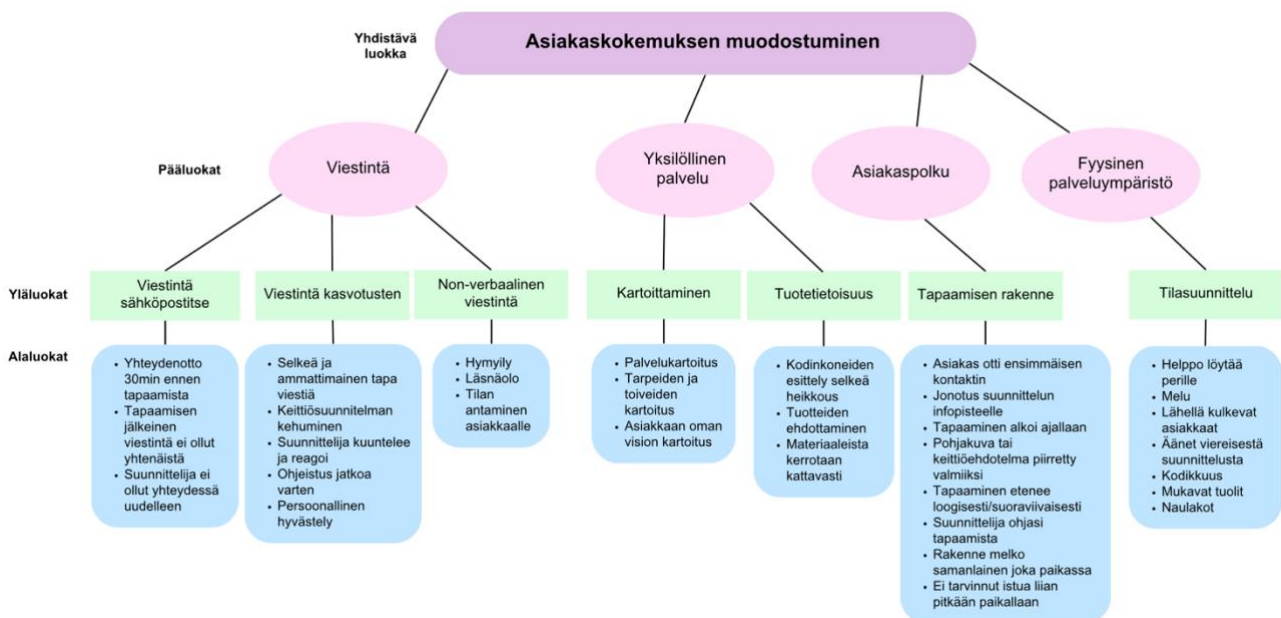 Yhdistävä
luokka
Asiakaskokemuksen muodostuminen
Pääluokat
Viestintä
Yksilöllinen
palvelu
Asiakaspolku
Fyysinen
palveluympäristö
Yläluokat
Viestintä
sähköpostitse
Viestintä kasvotusten
Non-verbaalinen
viestintä
Kartoittaminen
Tuotetietoisuus
Tapaamisen rakenne
Tilasuunnittelu
Alaluokat
• Yhteydenotto
30min ennen
tapaamista
• Tapaamisen
jälkeinen
viestintä ei ollut
yhtenäistä
• Suunnittelija ei
ollut yhteydessä
uudelleen
• Selkeä ja
ammattimainen tapa
viestiä
• Keittiösuunnitelman
kehuminen
• Suunnittelija kuuntelee
ja reagoi
• Ohjeistus jatkoa
varten
• Persoonallinen
hyvästely
• Hymyily
• Läsnäolo
• Tilan
antaminen
asiakkaalle
• Palvelukartoitus
• Tarpeiden ja
toiveiden
kartoitus
• Asiakkaan oman
vision kartoitus
• Kodinkoneiden
esittely selkeä
heikkous
• Tuotteiden
ehdottaminen
• Materiaaleista
kerrotaan
kattavasti
• Asiakas otti ensimmäisen
kontaktin
• Jonotus suunnittelun
infopisteelle
• Tapaaminen alkoi ajallaan
• Pohjakuva tai
keittiöehdotelma piirretty
valmiiksi
• Tapaaminen etenee
loogisesti/suoraviivaisesti
• Suunnittelija ohjasi
tapaamista
• Rakenne melko
samanlainen joka paikassa
• Ei tarvinnut istua liian
pitkään paikallaan
• Helppo löytää
perille
• Melu
• Lähellä kulkevat
asiakkaat
• Äänet viereisestä
suunnittelusta
• Kodikkuus
• Mukavat tuolit
• Naulakot